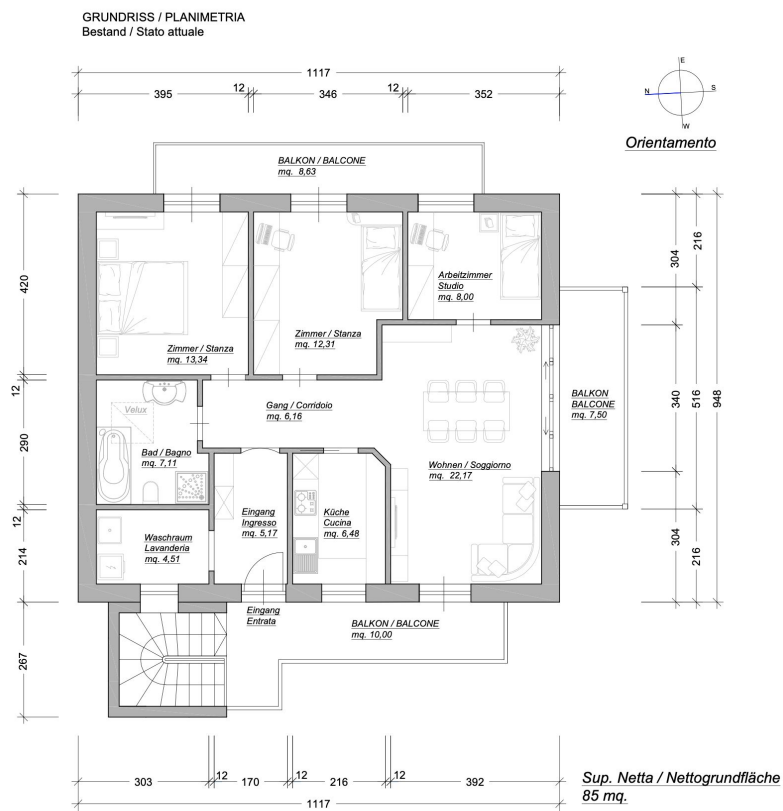 GRUNDRISS / PLANIMETRIA
Bestand / Stato attuale
1117
395
12
346
12
352
E
N
S
W
Orientamento
BALKON / BALCONE
mq. 8,63
Arbeitzimmer
Studio
mq. 8,00
Zimmer / Stanza
mq. 13,34
Zimmer / Stanza
mq. 12,31
BALKON
BALCONE
mq. 7,50
Velux
Gang / Corridoio
mq. 6,16
Bad / Bagno
mq. 7,11
Wohnen / Soggiorno
mq. 22,17
Eingang
Ingresso
mq. 5,17
Küche
Cucina
mq. 6,48
Waschraum
Lavanderia
mq. 4,51
Eingang
Entrata
BALKON / BALCONE
mq. 10,00
420
12
290
12
214
267
304
340
304
216
516
216
948
303
12
170
12
216
12
392
1117
Sup. Netta / Nettogrundfläche
85 mq.